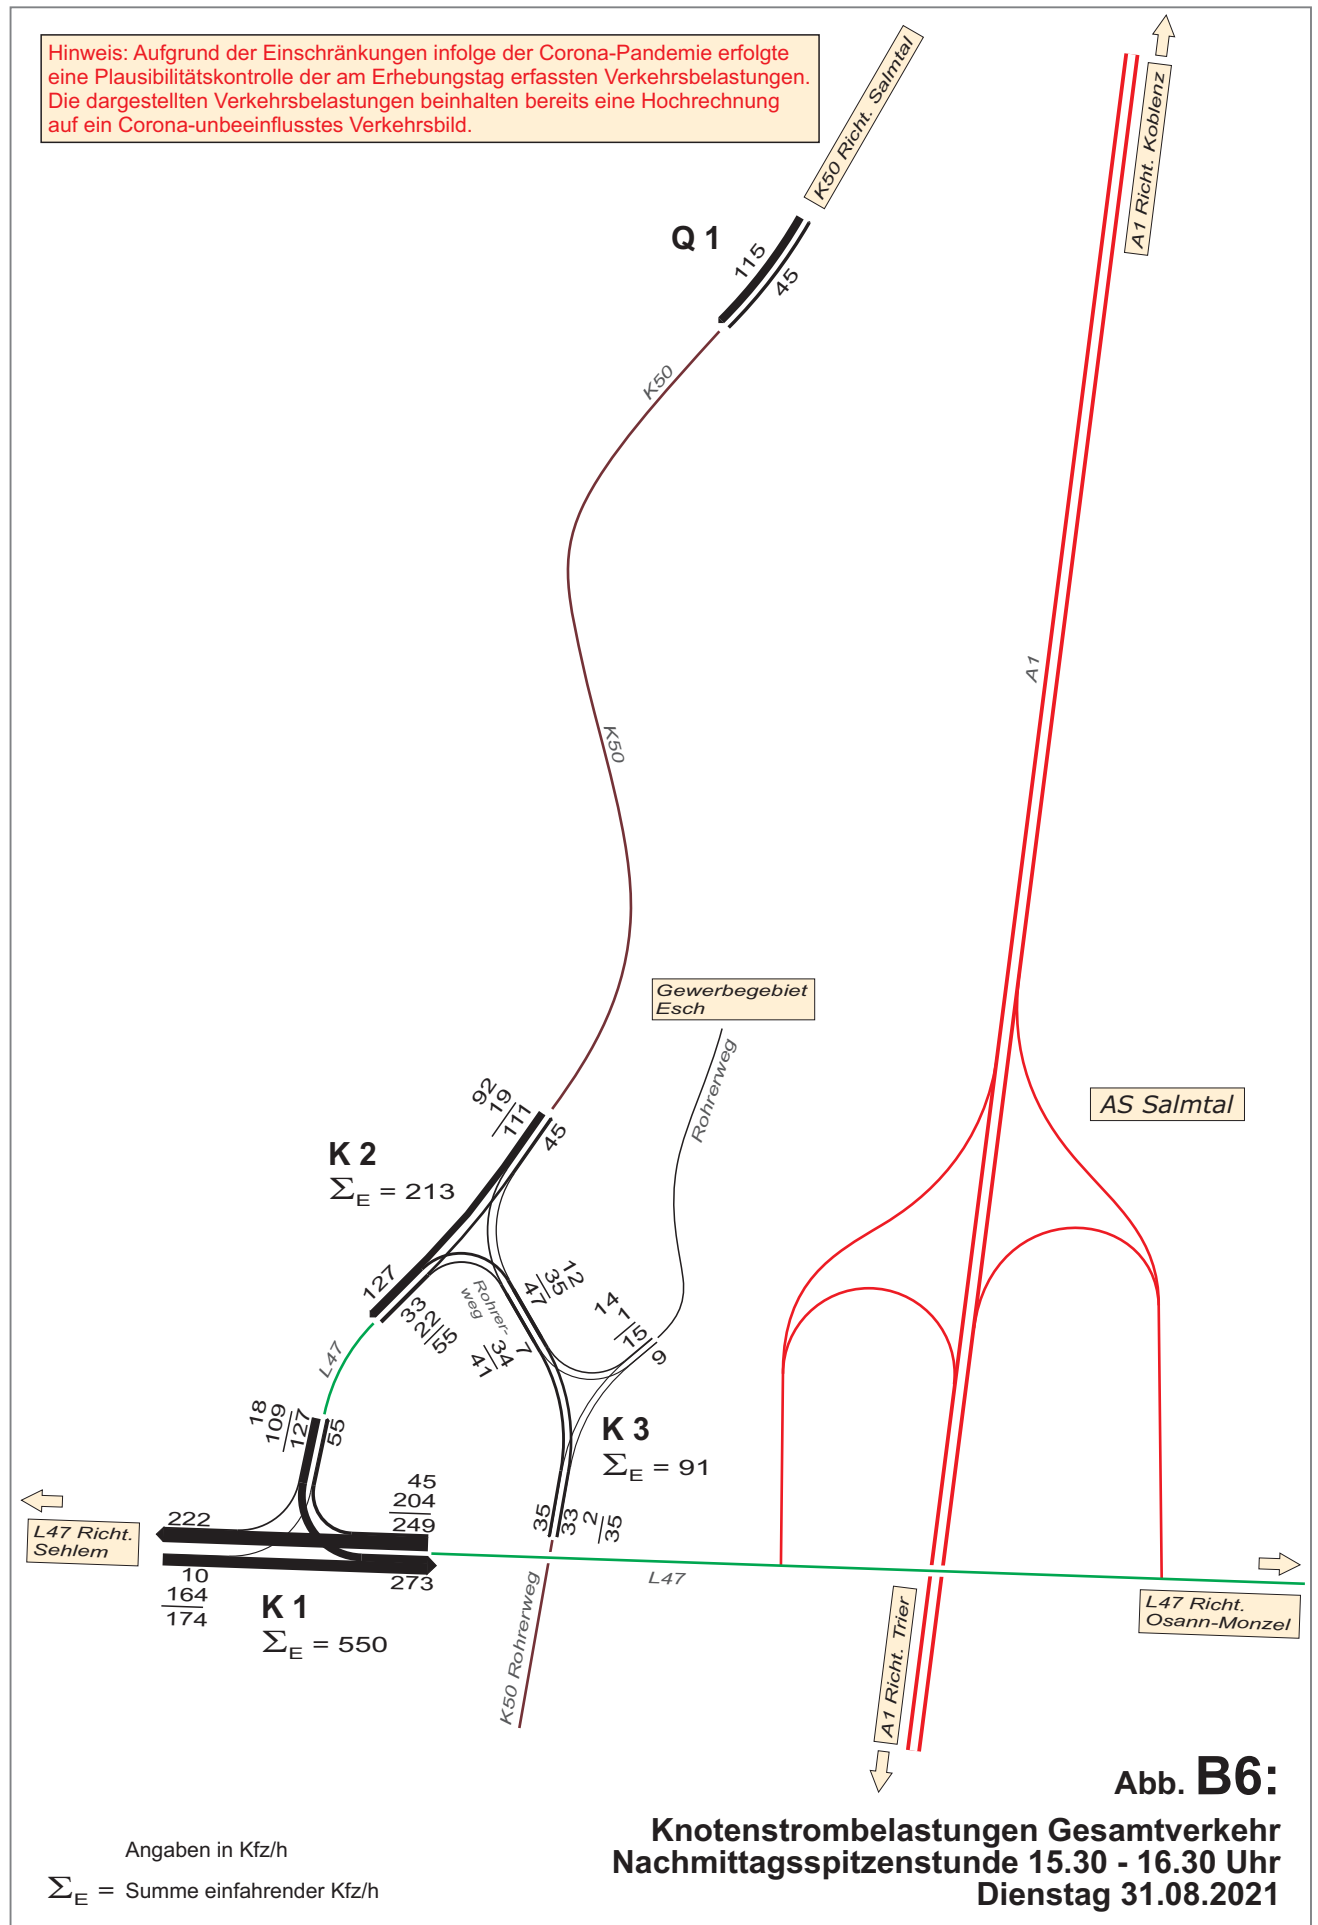 Hinweis: Aufgrund der Einschränkungen infolge der Corona-Pandemie erfolgte
eine Plausibilitätskontrolle der am Erhebungstag erfassten Verkehrsbelastungen.
Die dargestellten Verkehrsbelastungen beinhalten bereits eine Hochrechnung
auf ein Corona-unbeeinflusstes Verkehrsbild.
K50 Richt. Salmtal
A1 Richt. Koblenz
Q 1
115
45
K50
A1
K50
Gewerbegebiet
Esch
Rohrerweg
AS Salmtal
92
19
111
45
K 2
ΣE = 213
127
33
22
55
Rohrer-
weg
12
35
47
14
1
15
9
7
34
41
L47
18
109
127
55
K 3
ΣE = 91
45
204
249
35
33
2
35
222
L47 Richt.
Sehlem
10
164
174
273
K 1
ΣE = 550
L47
K50 Rohrerweg
A1 Richt. Trier
L47 Richt.
Osann-Monzel
Abb. B6:
Knotenstrombelastungen Gesamtverkehr
Nachmittagsspitzenstunde 15.30 - 16.30 Uhr
Dienstag 31.08.2021
Angaben in Kfz/h
ΣE = Summe einfahrender Kfz/h